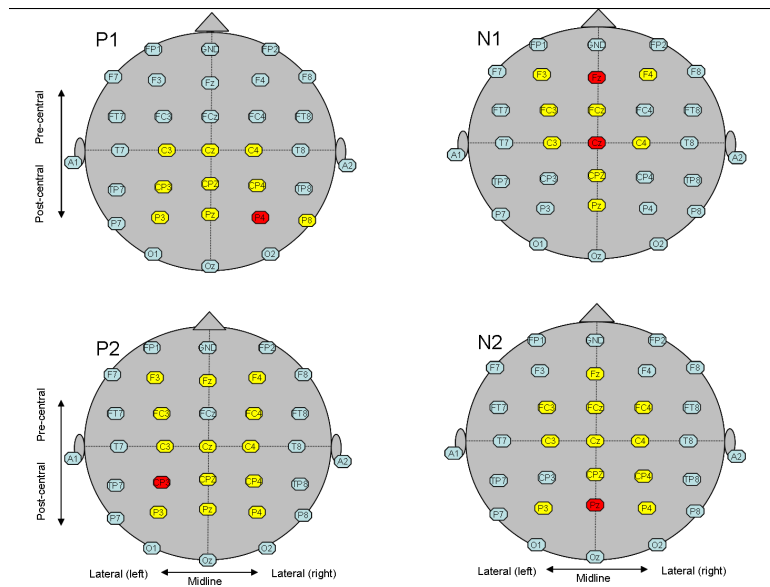 P1
N1
FP1 GND FP2
F7 F3 Fz F4 F8
FT7 FC3 FCz FC4 FT8
T7 C3 Cz C4 T8
A1 A2
TP7 CP3 CPZ CP4 TP8
P7 P3 Pz P4 P8
O1 Oz O2
Pre-central
Post-central
FP1 GND FP2
F7 F3 Fz F4 F8
FT7 FC3 FCz FC4 FT8
T7 C3 Cz C4 T8
A1 A2
TP7 CP3 CPZ CP4 TP8
P7 P3 Pz P4 P8
O1 Oz O2
P2
N2
FP1 GND FP2
F7 F3 Fz F4 F8
FT7 FC3 FCz FC4 FT8
T7 C3 Cz C4 T8
A1 A2
TP7 CP3 CPZ CP4 TP8
P7 P3 Pz P4 P8
O1 Oz O2
Pre-central
Post-central
Lateral (left) Midline Lateral (right)
FP1 GND FP2
F7 F3 Fz F4 F8
FT7 FC3 FCz FC4 FT8
T7 C3 Cz C4 T8
A1 A2
TP7 CP3 CPZ CP4 TP8
P7 P3 Pz P4 P8
O1 Oz O2
Lateral (left) Midline Lateral (right)